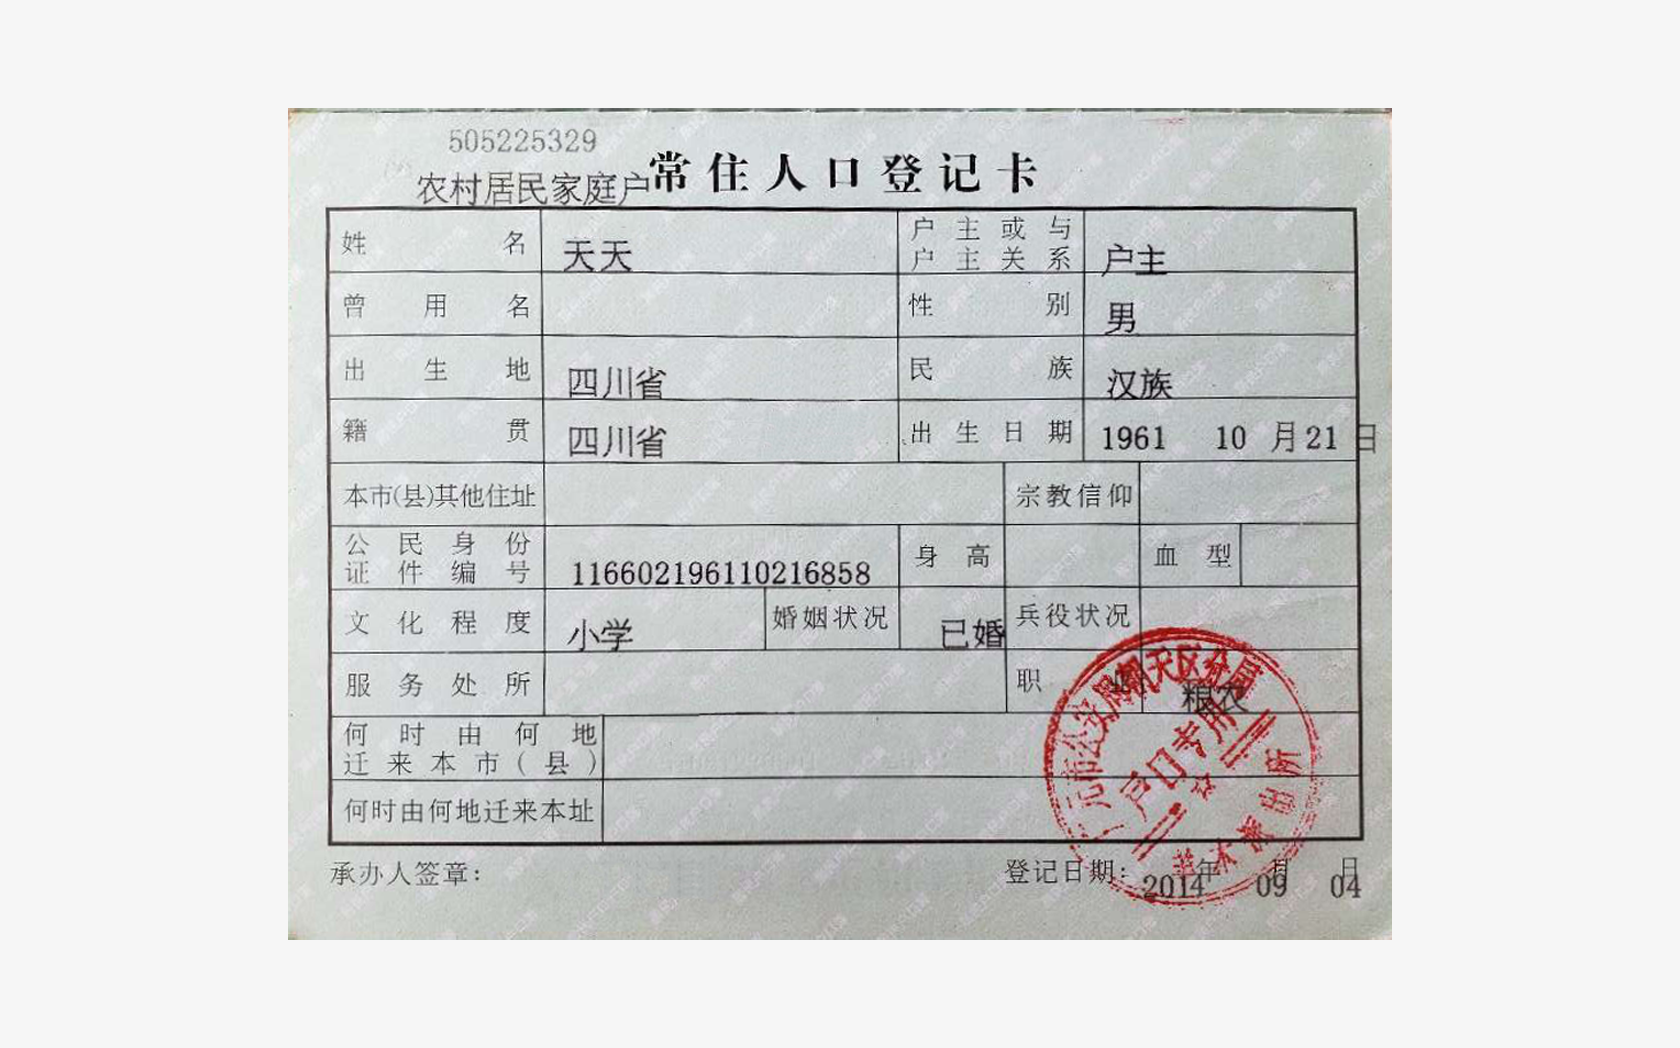 505225329
农村居民家庭户
常住人口登记卡
姓名 天天 户主或与户主关系 户主
曾用名 性别 男
出生地 四川省 民族 汉族
籍贯 四川省 出生日期 1961 10 月 21 日
本市(县)其他住址 宗教信仰
公民身份证件编号 116602196110216858 身高 血型
文化程度 小学 婚姻状况 已婚 兵役状况
服务处所 职业 粮农
何时由何地迁来本市(县)
何时由何地迁来本址
承办人签章: 登记日期: 2014 年 09 月 04 日
广元市公安局朝天区分局
户口专用
派出所